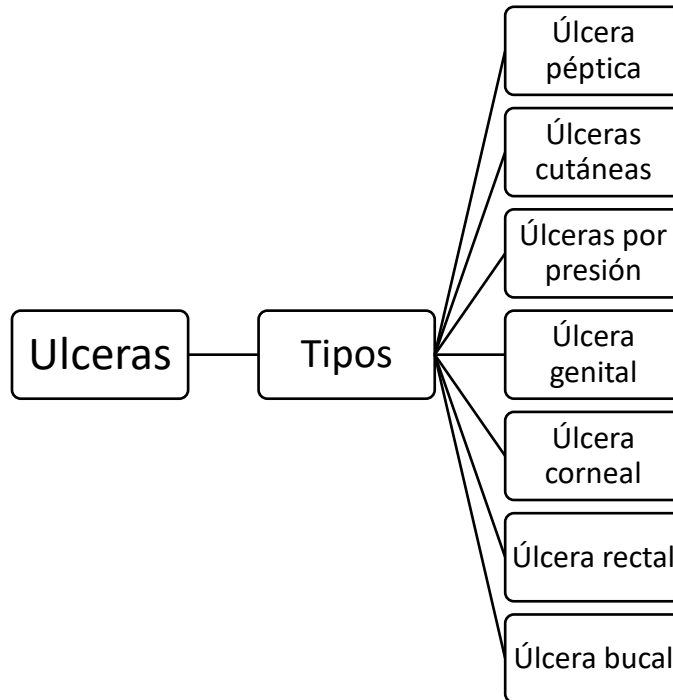 Ulceras
Tipos
Úlcera
péptica
Úlceras
cutáneas
Úlceras por
presión
Úlcera
genital
Úlcera
corneal
Úlcera rectal
Úlcera bucal